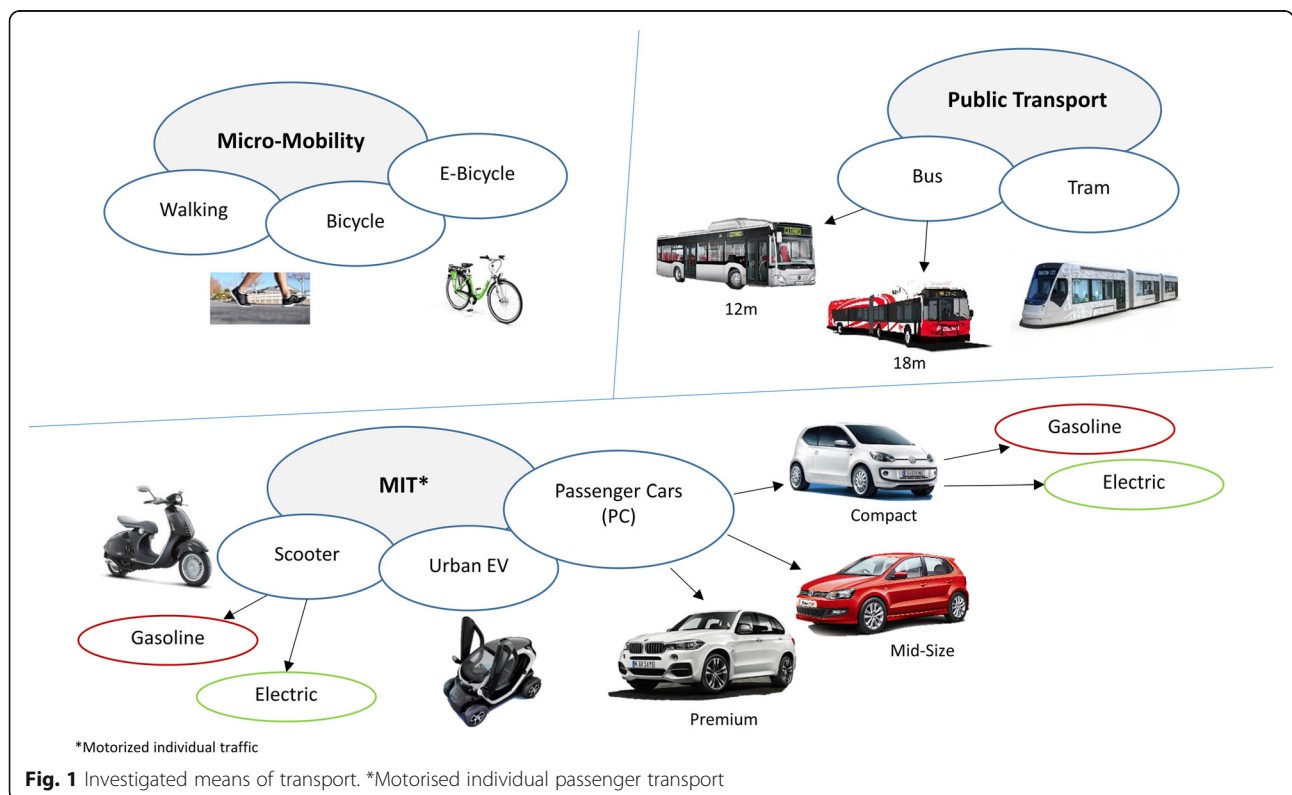 Micro-Mobility
Walking
Bicycle
E-Bicycle
Public Transport
Bus
Tram
CITARO
12m
18m
MIT*
Scooter
Urban EV
Passenger Cars
(PC)
Gasoline
Electric
Compact
Gasoline
Electric
Mid-Size
Premium
*Motorized individual traffic
Fig. 1 Investigated means of transport. *Motorised individual passenger transport